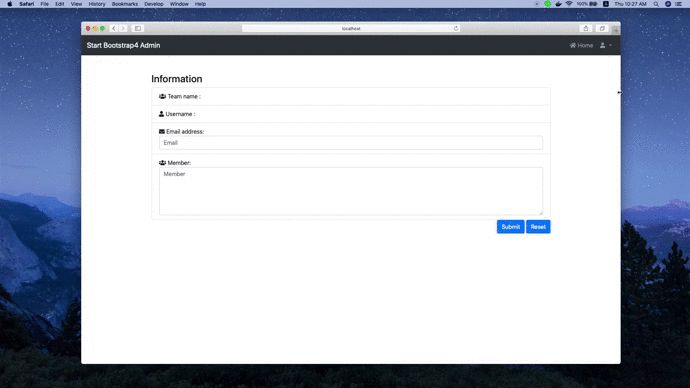 Safari File Edit View History Bookmarks Develop Window Help
100% Thu 10:27 AM
localhost
Start Bootstrap4 Admin Home
Information
Team name :
Username :
Email address:
Email
Member:
Member
Submit Reset